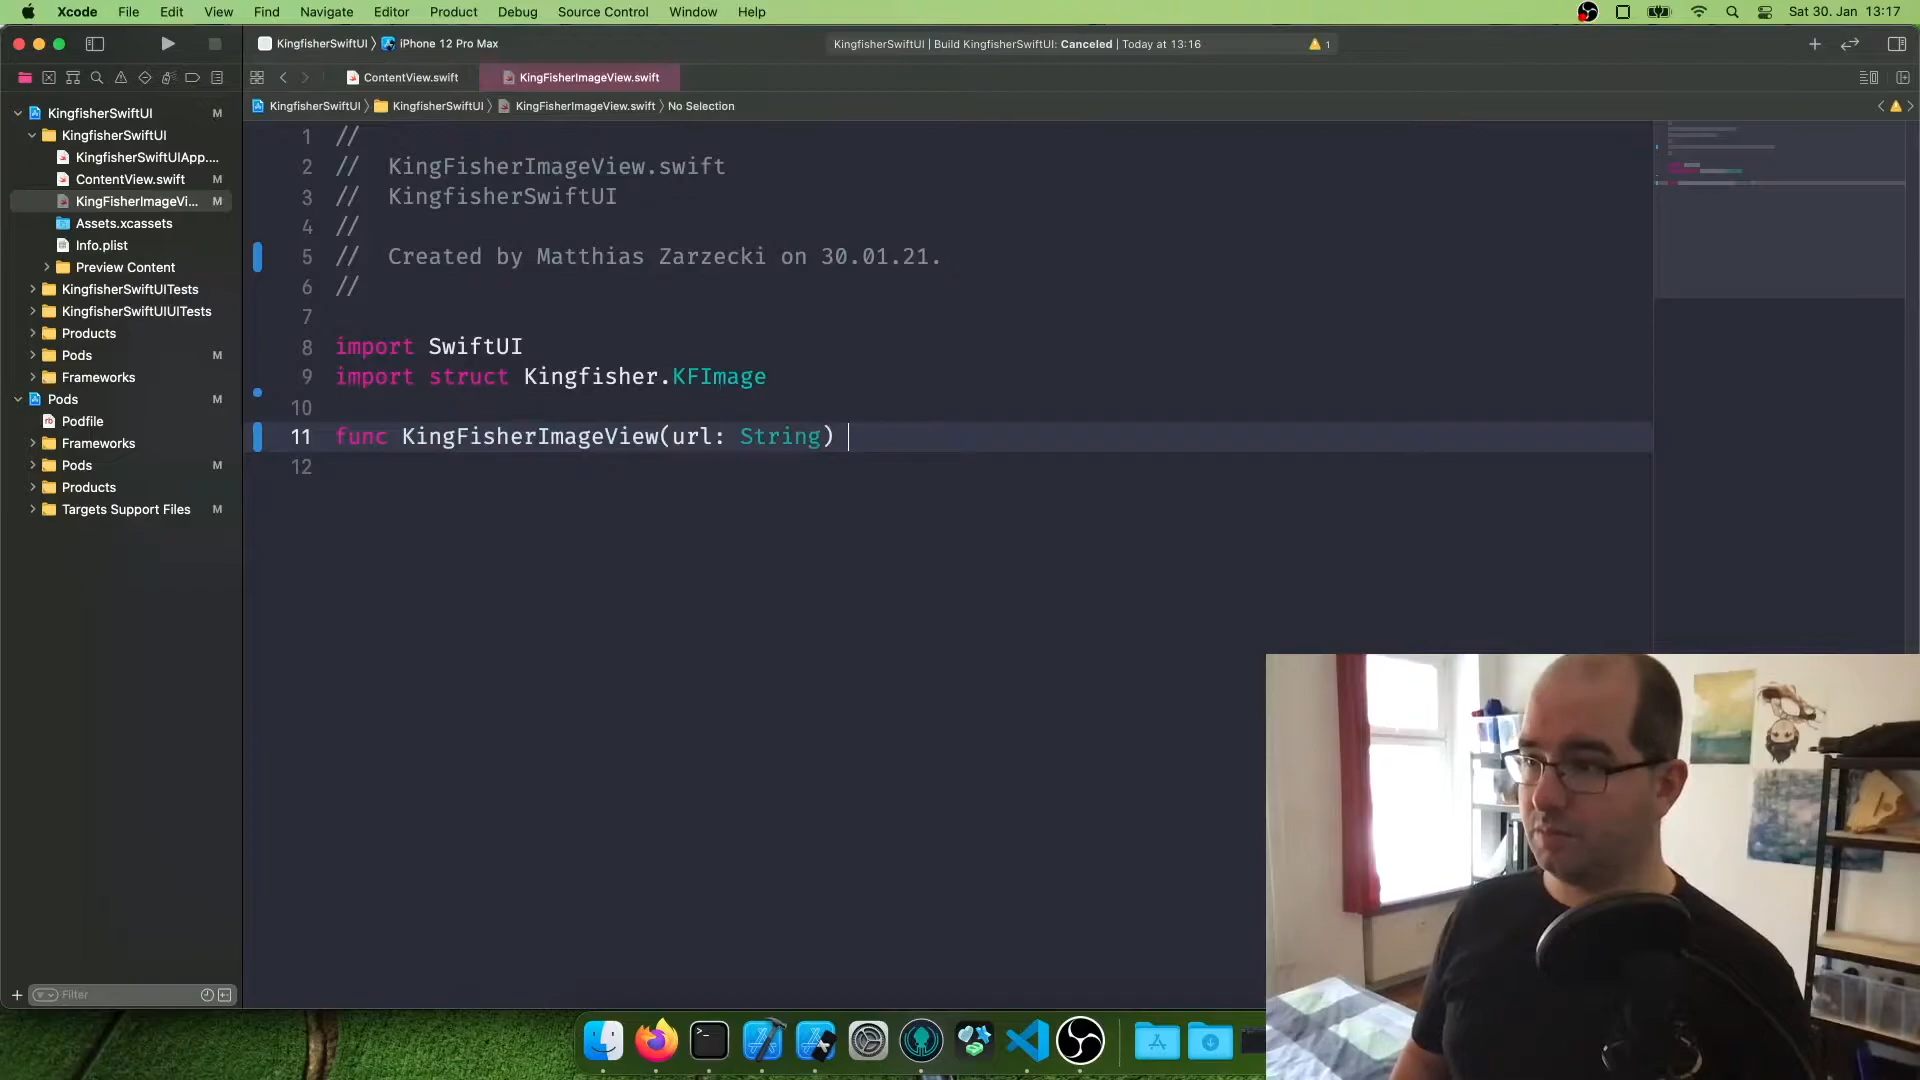 Xcode File Edit View Find Navigate Editor Product Debug Source Control Window Help Sat 30. Jan 13:17
KingfisherSwiftUI iPhone 12 Pro Max KingfisherSwiftUI | Build KingfisherSwiftUI: Canceled | Today at 13:16 1
ContentView.swift KingFisherImageView.swift
KingfisherSwiftUI KingfisherSwiftUI KingFisherImageView.swift No Selection
KingfisherSwiftUI M
KingfisherSwiftUI
KingfisherSwiftUIApp....
ContentView.swift M
KingFisherImageVi... M
Assets.xcassets
Info.plist
Preview Content
KingfisherSwiftUITests
KingfisherSwiftUIUITests
Products
Pods M
Frameworks
Pods M
Podfile
Frameworks
Pods M
Products
Targets Support Files M
Filter
1 //
2 // KingFisherImageView.swift
3 // KingfisherSwiftUI
4 //
5 // Created by Matthias Zarzecki on 30.01.21.
6 //
7
8 import SwiftUI
9 import struct Kingfisher.KFImage
10
11 func KingFisherImageView(url: String)
12